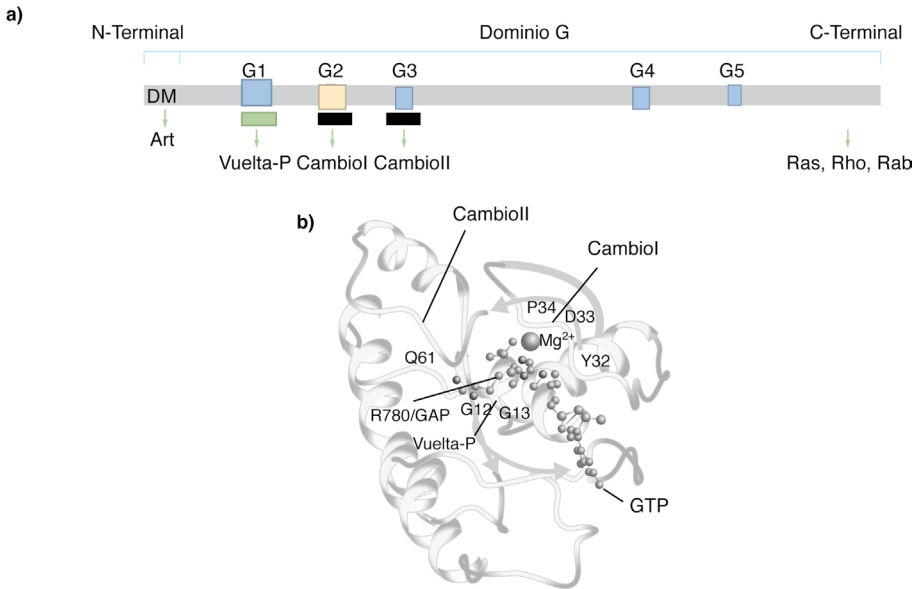 a)
N-Terminal Dominio G C-Terminal
G1 G2 G3 G4 G5
DM
Art
Vuelta-P CambioI CambioII Ras, Rho, Rab
b)
CambioII
CambioI
P34
D33
Mg2+
Y32
Q61
R780/GAP G12 G13
Vuelta-P
GTP